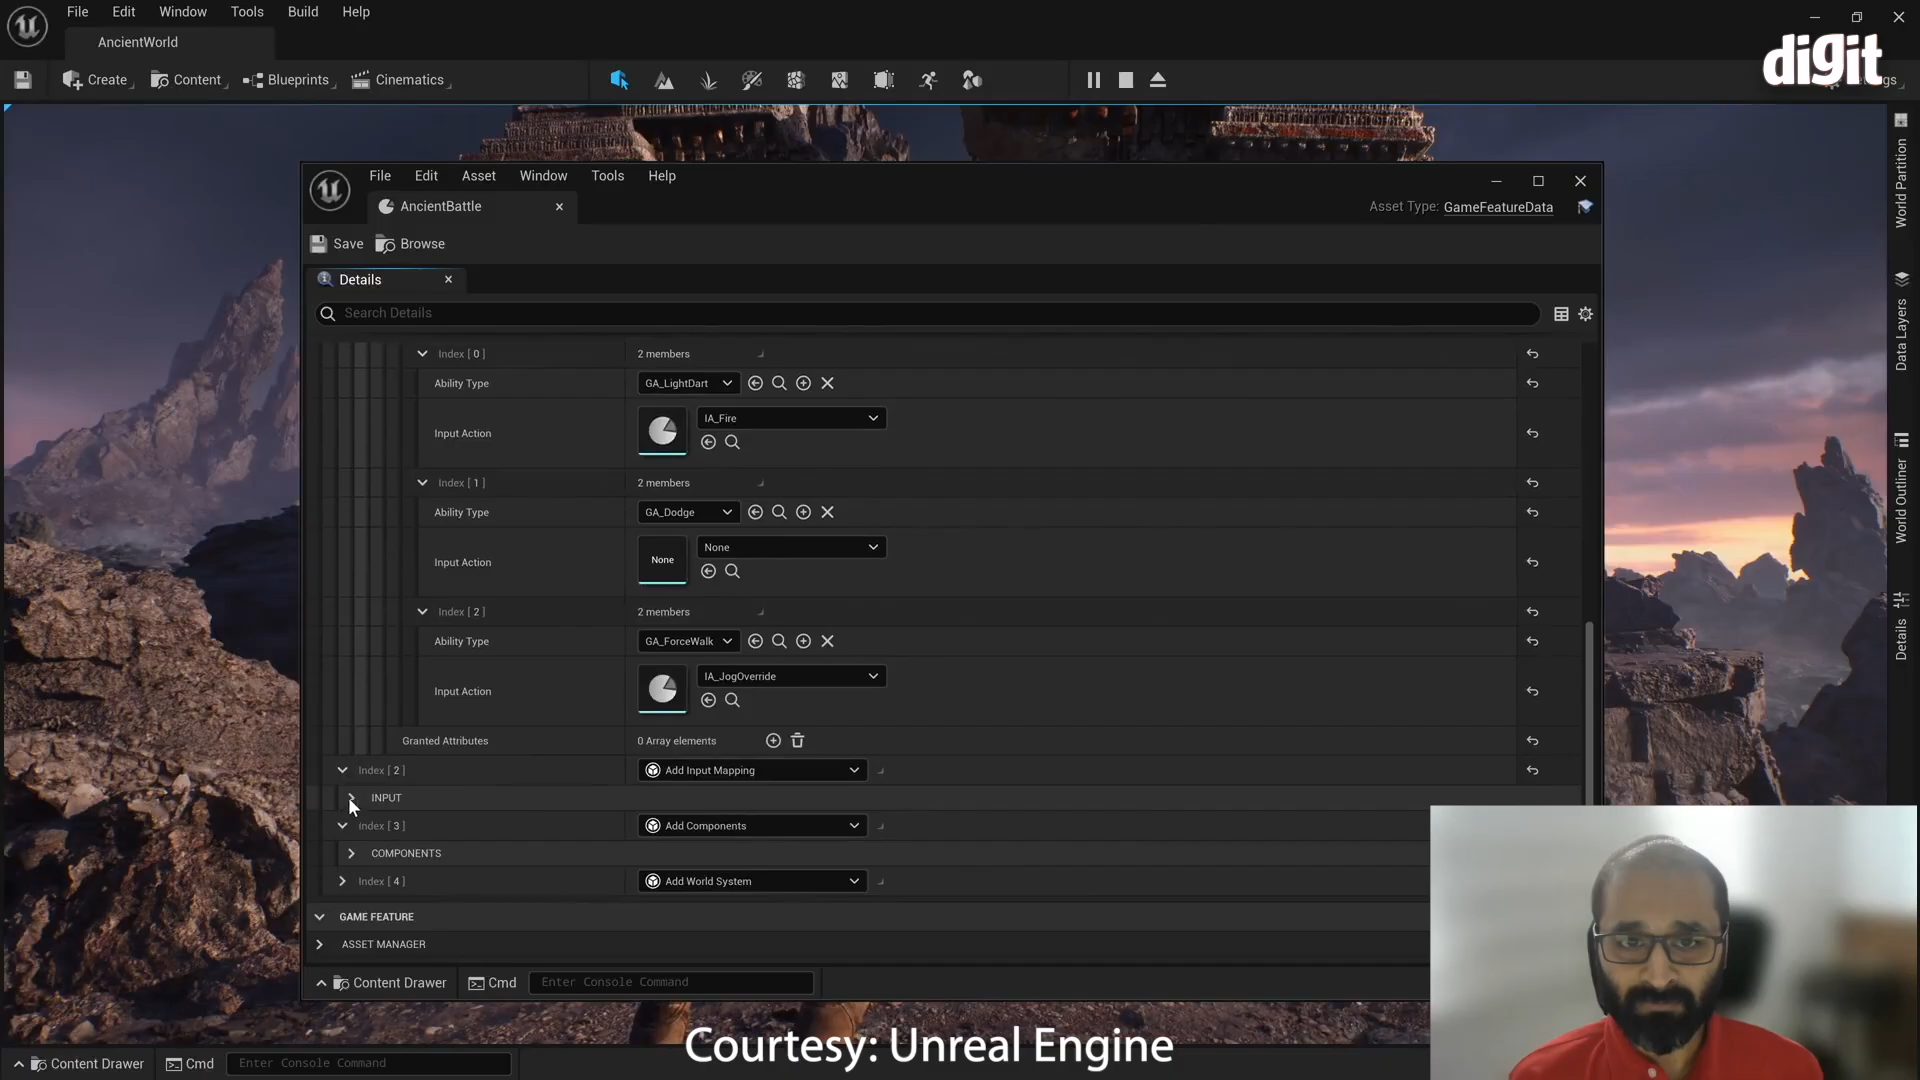 File Edit Window Tools Build Help
AncientWorld
Create Content Blueprints Cinematics
digit
File Edit Asset Window Tools Help
AncientBattle
Asset Type: GameFeatureData
Save Browse
Details
Search Details
Index [ 0 ] 2 members
Ability Type GA_LightDart
Input Action IA_Fire
Index [ 1 ] 2 members
Ability Type GA_Dodge
Input Action None None
Index [ 2 ] 2 members
Ability Type GA_ForceWalk
Input Action IA_JogOverride
Granted Attributes 0 Array elements
Index [ 2 ] Add Input Mapping
INPUT
Index [ 3 ] Add Components
COMPONENTS
Index [ 4 ] Add World System
GAME FEATURE
ASSET MANAGER
Content Drawer Cmd Enter Console Command
World Partition
Data Layers
World Outliner
Details
Courtesy: Unreal Engine
Content Drawer Cmd Enter Console Command